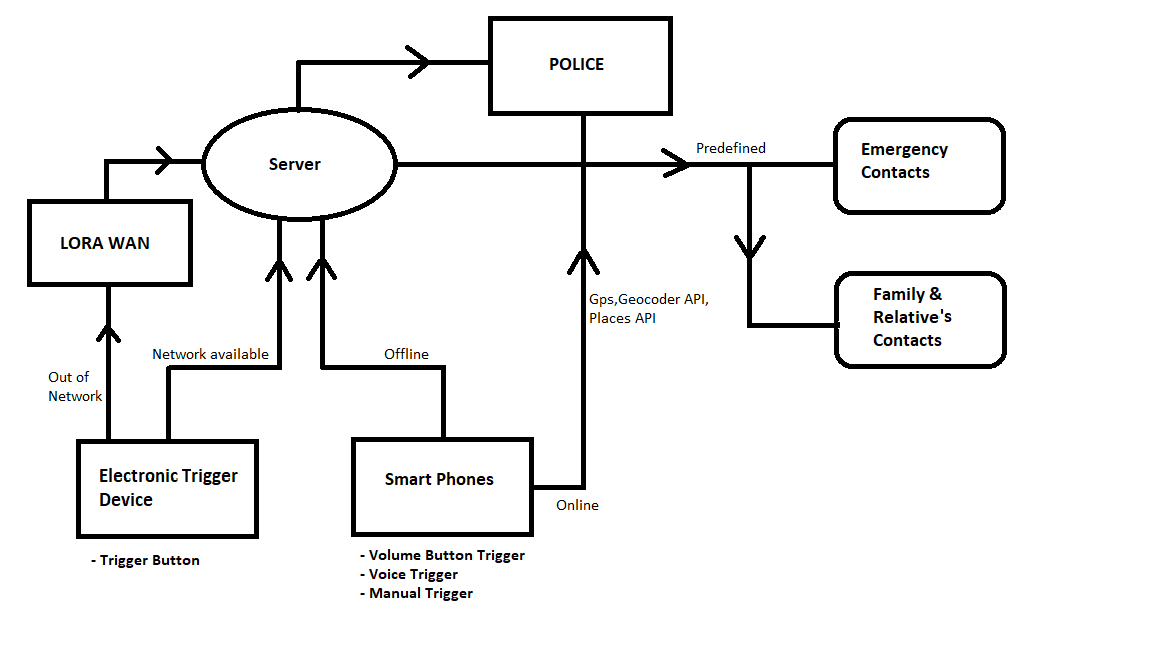 POLICE
Predefined
Emergency
Contacts
Server
LORA WAN
Family &
Relative's
Contacts
Gps,Geocoder API,
Places API
Network available
Offline
Out of
Network
Electronic Trigger
Device
Smart Phones
Online
- Trigger Button
- Volume Button Trigger
- Voice Trigger
- Manual Trigger